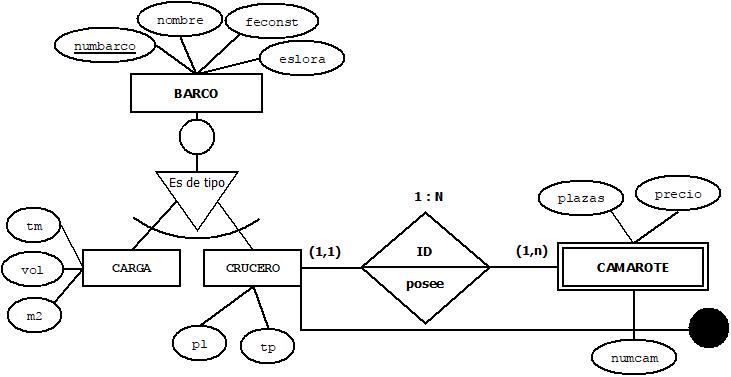 nombre
feconst
numbarco
eslora
BARCO
Es de tipo
1 : N
plazas
precio
tm
vol
m2
CARGA
CRUCERO
(1,1)
ID
posee
(1,n)
CAMAROTE
pl
tp
numcam